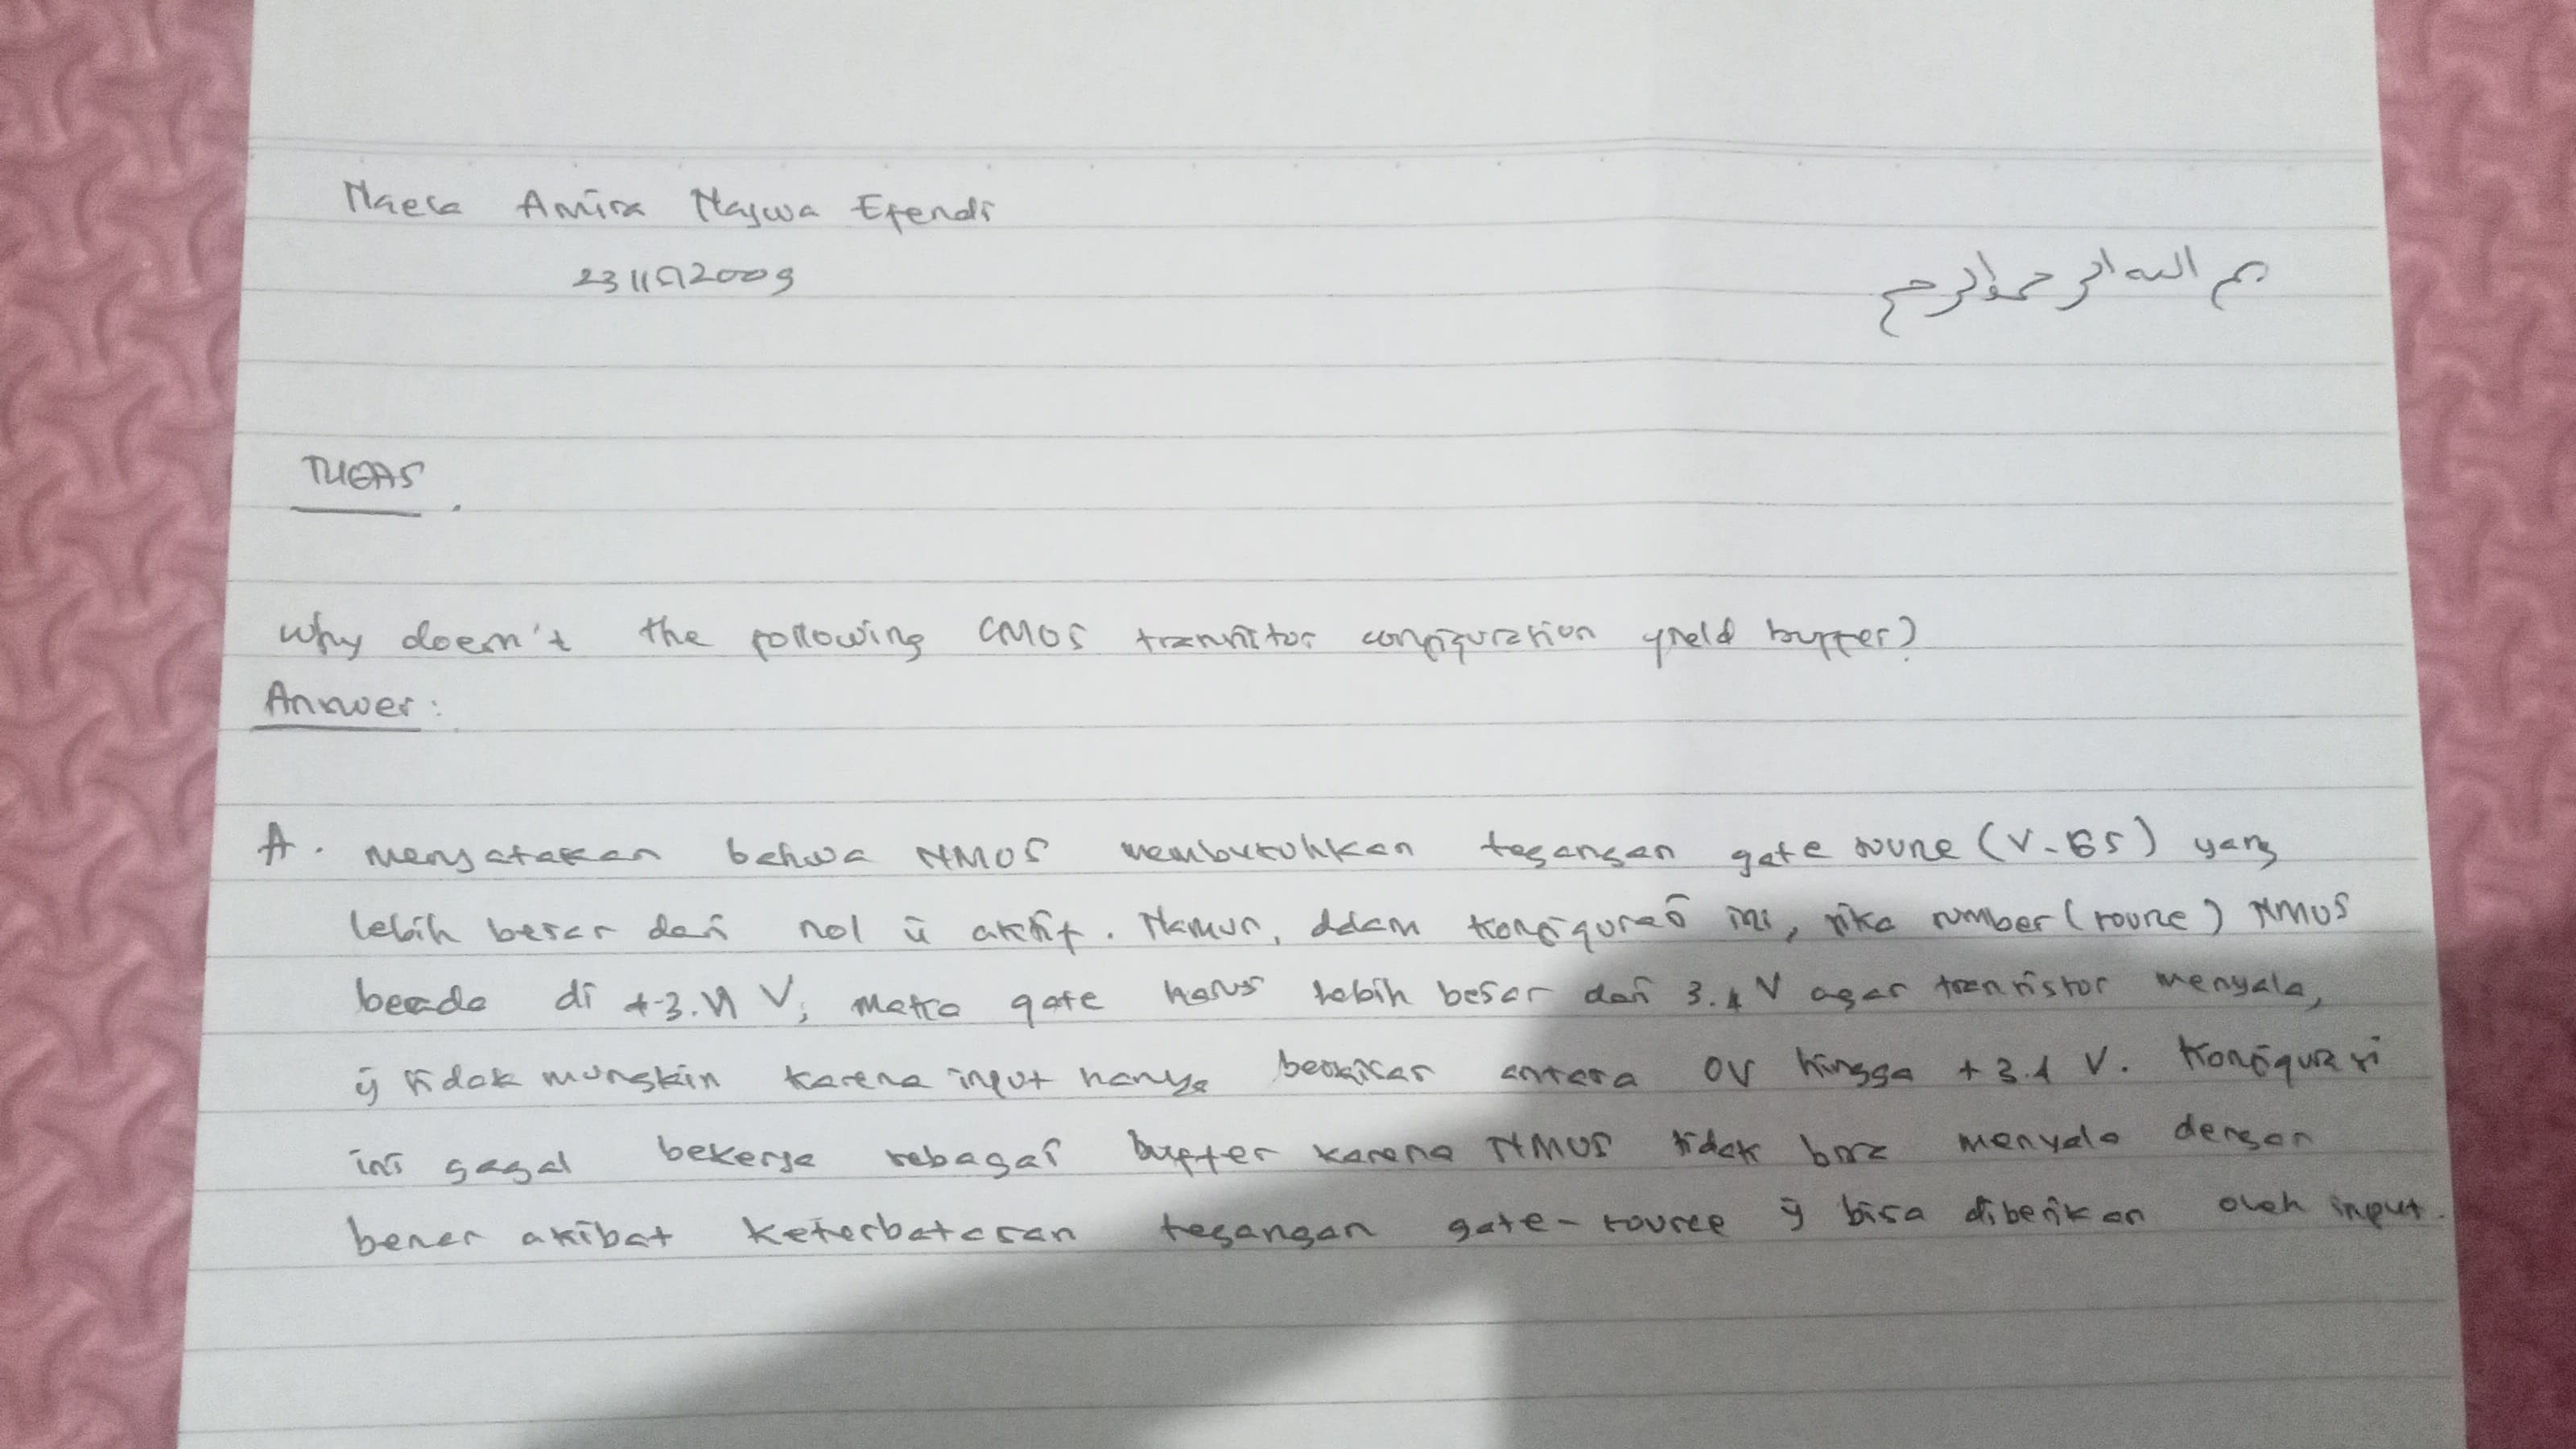 Naela Amira Najwa Efendi
بسم الله الرحمن الرحيم
TUGAS.
Why doesn't the following CMOS transistor configuration yield buffer?
Answer:
A. Menyatakan bahwa NMOS membutuhkan tegangan gate source (V-GS) yang
lebih besar dari nol ü aktif. Namun, dalam konfigurasi ini, jika sumber (source) NMOS
berada di +3.1 V, maka gate harus lebih besar dari 3.1 V agar transistor menyala,
ÿ tidak mungkin karena input hanya berkisar antara 0V hingga +3.1 V. Konfigurasi
ini gagal bekerja sebagai buffer karena NMOS tidak bisa menyala dengan
benar akibat keterbatasan tegangan gate-source ÿ bisa diberikan oleh input.